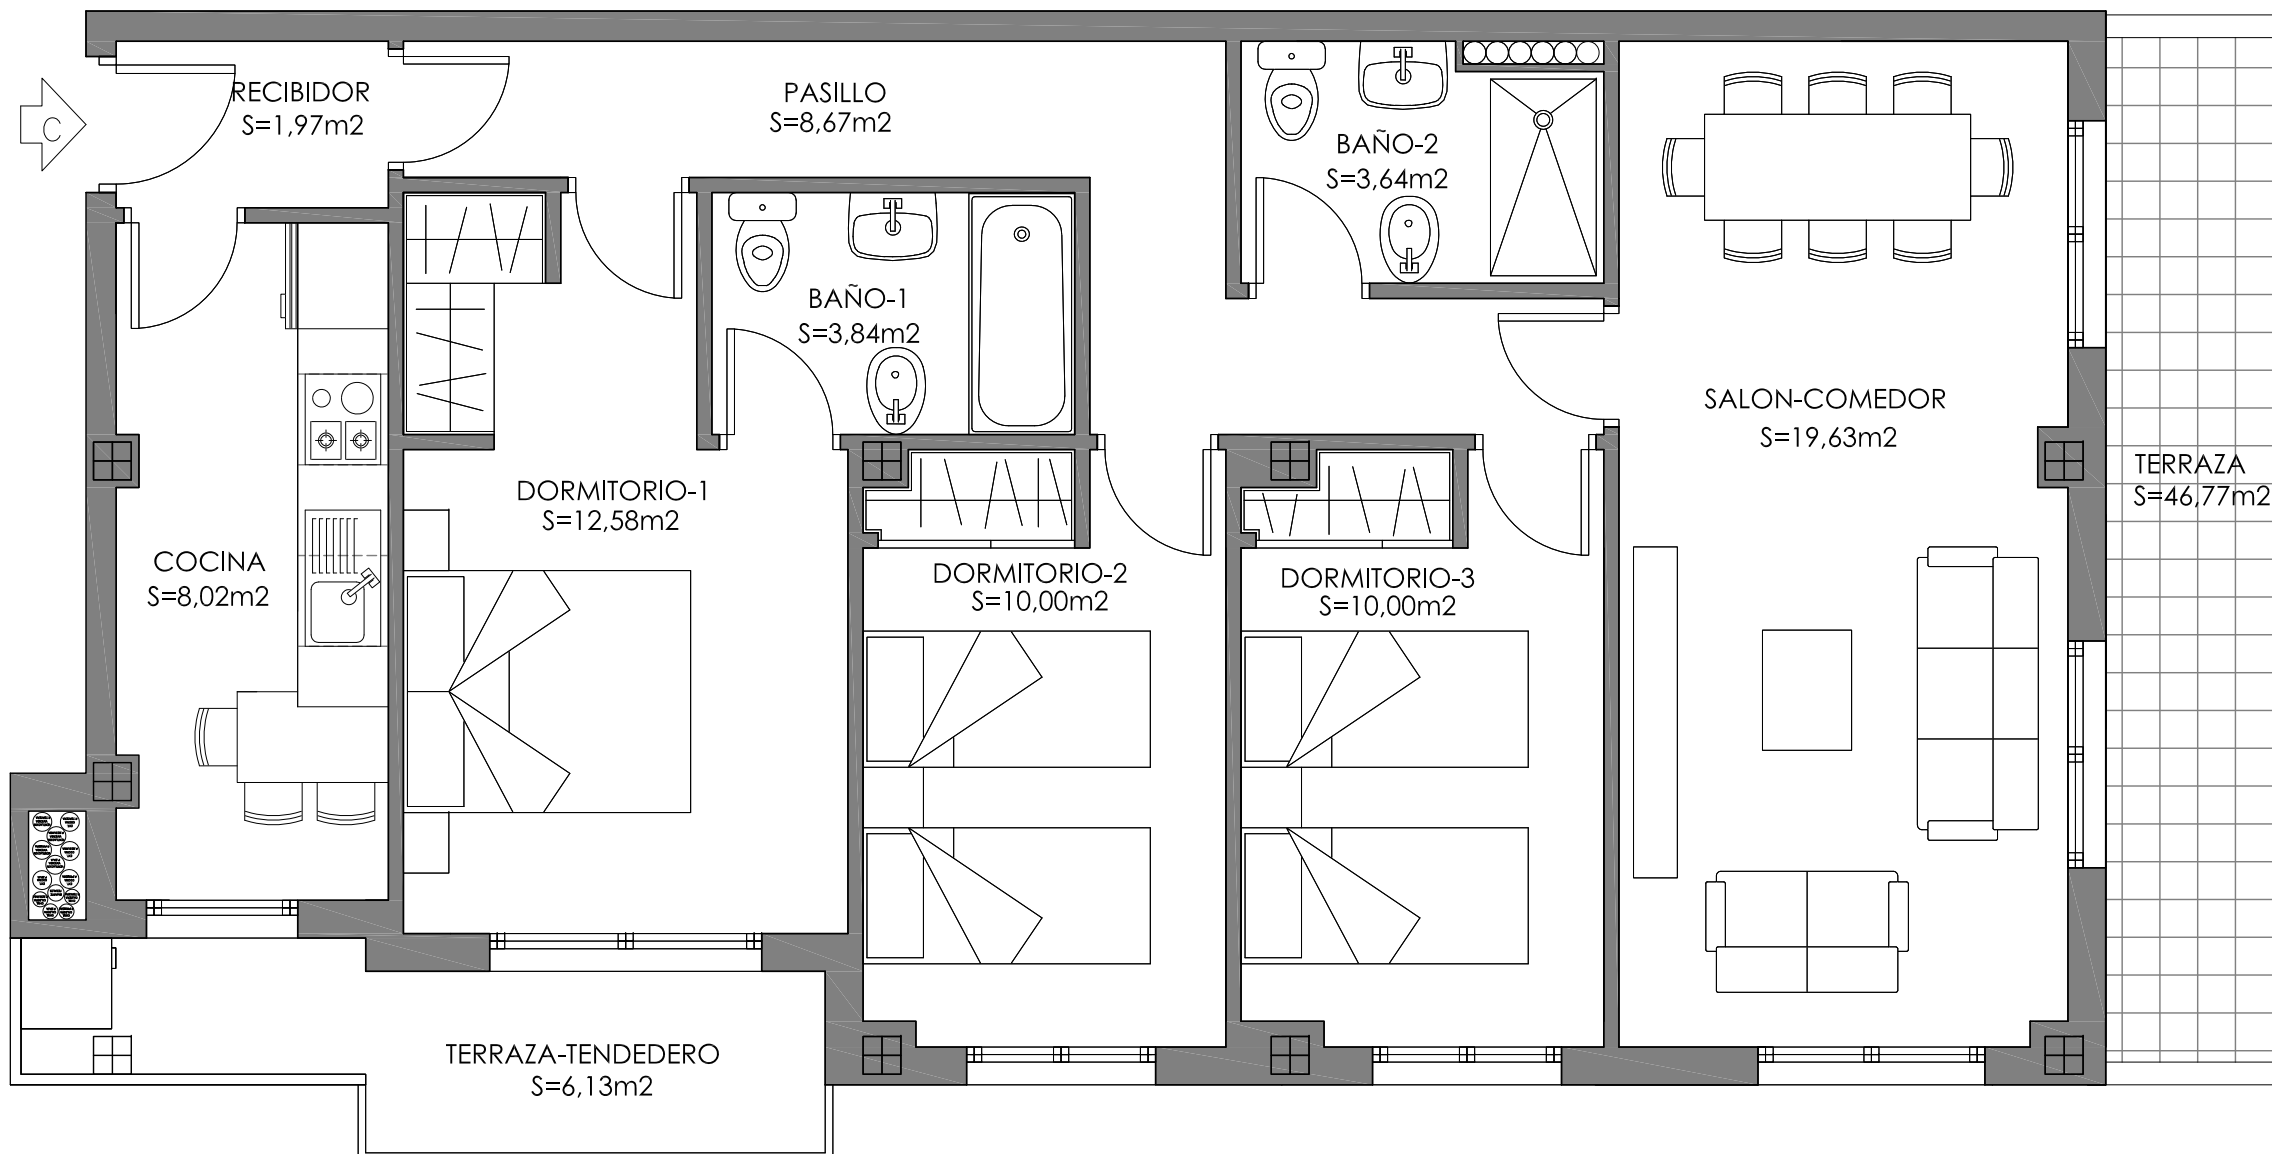 C
RECIBIDOR
S=1,97m2
PASILLO
S=8,67m2
BAÑO-2
S=3,64m2
BAÑO-1
S=3,84m2
SALON-COMEDOR
S=19,63m2
TERRAZA
S=46,77m2
DORMITORIO-1
S=12,58m2
COCINA
S=8,02m2
DORMITORIO-2
S=10,00m2
DORMITORIO-3
S=10,00m2
TERRAZA-TENDEDERO
S=6,13m2